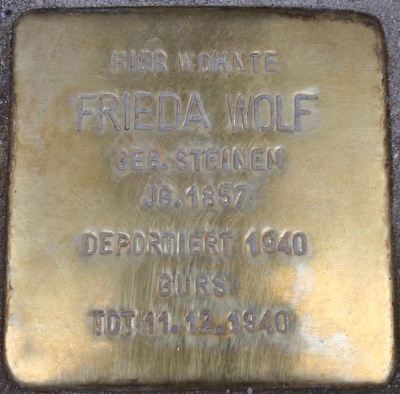 HIER WOHNTE
FRIEDA WOLF
GEB. STEINEM
JG. 1857
DEPORTIERT 1940
GURS
TOT 11.12.1940